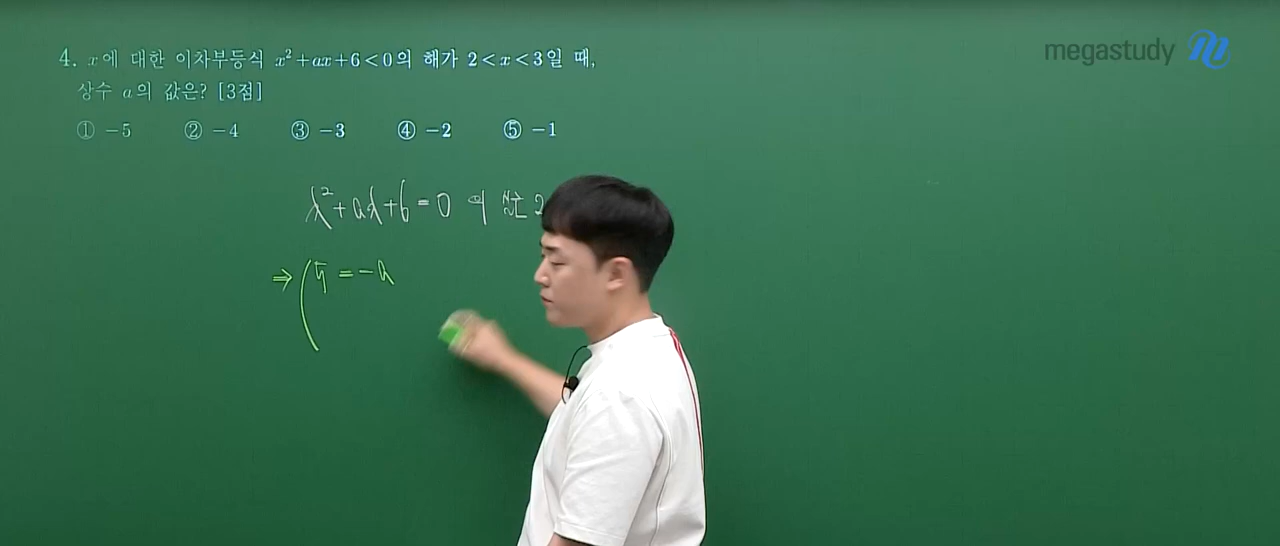 megastudy
4. x에 대한 이차부등식 x²+ax+6<0의 해가 2<x<3일 때,
상수 a의 값은? [3점]
① -5 ② -4 ③ -3 ④ -2 ⑤ -1
x²+ax+6=0 의 2
⇒ ( 5 = -a